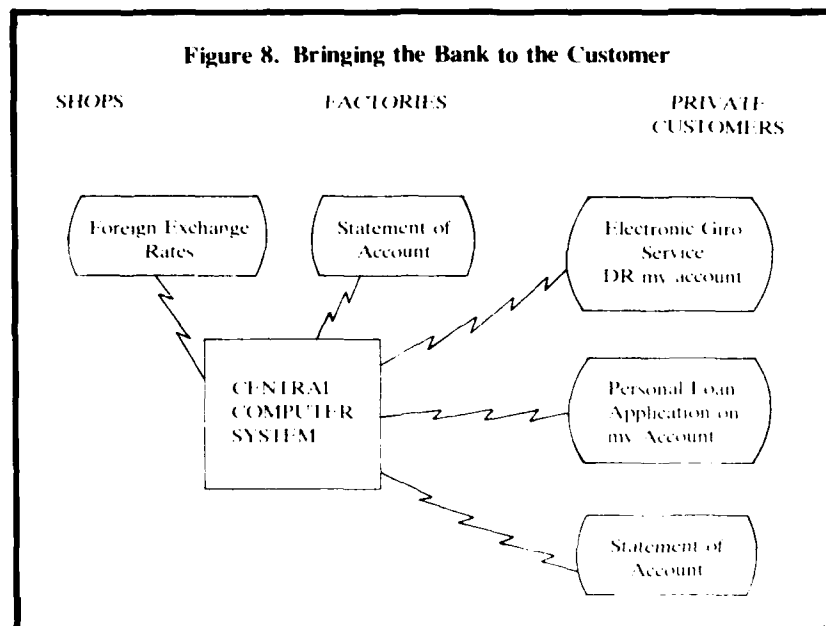 Figure 8. Bringing the Bank to the Customer
SHOPS
FACTORIES
PRIVATE
CUSTOMERS
Foreign Exchange
Rates
Statement of
Account
Electronic Giro
Service
DR my account
CENTRAL
COMPUTER
SYSTEM
Personal Loan
Application on
my Account
Statement of
Account